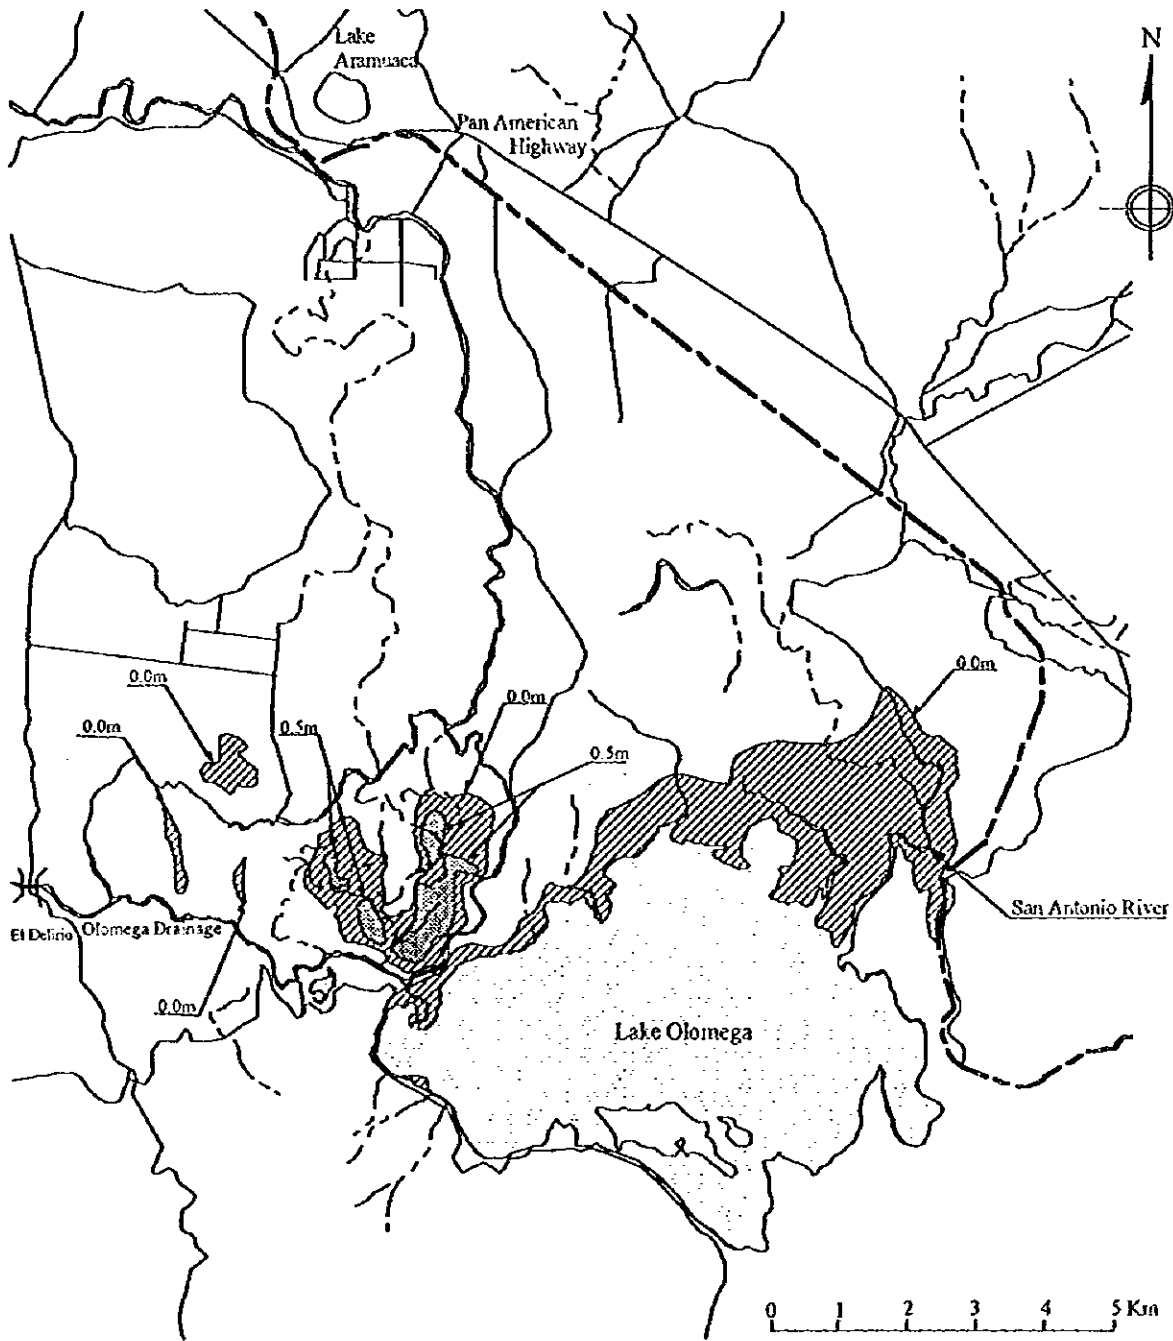 Lake
Aramuaca
N
Pan American
Highway
0.0m
0.0m
0.0m
0.5m
0.0m
0.5m
El Delirio
Olomega Drainage
San Antonio River
0.0m
Lake Olomega
0 1 2 3 4 5 Km